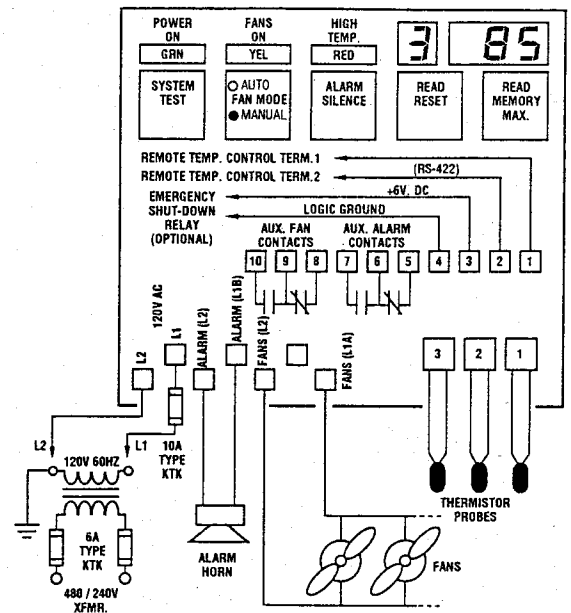 POWER ON
FANS ON
HIGH TEMP.
GRN
YEL
RED
3 85
SYSTEM TEST
AUTO
FAN MODE
MANUAL
ALARM SILENCE
READ RESET
READ MEMORY MAX.
REMOTE TEMP. CONTROL TERM.1
REMOTE TEMP. CONTROL TERM.2
(RS-422)
EMERGENCY
SHUT-DOWN
RELAY
(OPTIONAL)
+6V. DC
LOGIC GROUND
AUX. FAN
CONTACTS
AUX. ALARM
CONTACTS
10 9 8 7 6 5 4 3 2 1
120V AC
L2
L1
ALARM (L2)
ALARM (L1B)
FANS (L2)
FANS (L1A)
3 2 1
L2
L1
10A
TYPE
KTK
120V 60HZ
6A
TYPE
KTK
480 / 240V
XFMR.
ALARM
HORN
THERMISTOR
PROBES
FANS